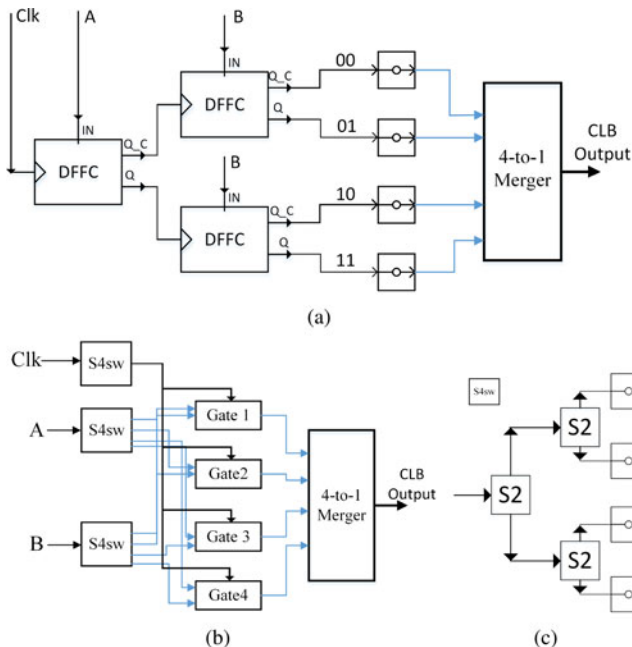 Clk
A
B
IN
DFFC
Q_C
Q
IN
DFFC
Q_C
Q
B
IN
DFFC
Q_C
Q
00
01
10
11
4-to-1
Merger
CLB
Output
(a)
Clk
S4sw
A
S4sw
B
S4sw
Gate 1
Gate2
Gate 3
Gate4
4-to-1
Merger
CLB
Output
(b)
S4sw
S2
S2
S2
(c)